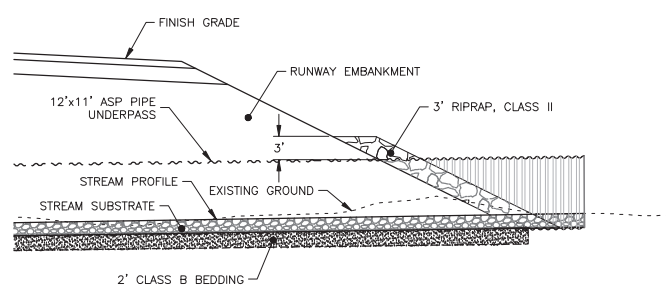 FINISH GRADE
RUNWAY EMBANKMENT
12'x11' ASP PIPE
UNDERPASS
3' RIPRAP, CLASS II
3'
STREAM PROFILE
EXISTING GROUND
STREAM SUBSTRATE
2' CLASS B BEDDING